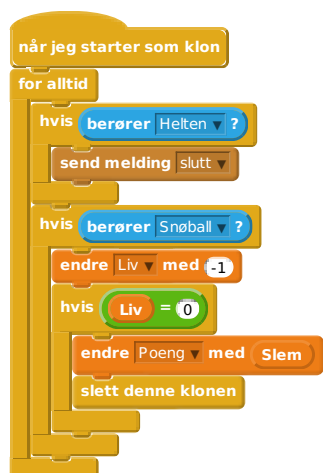 når jeg starter som klon
for alltid
hvis berører Helten ?
send melding slutt
hvis berører Snøball ?
endre Liv med -1
hvis Liv = 0
endre Poeng med Slem
slett denne klonen